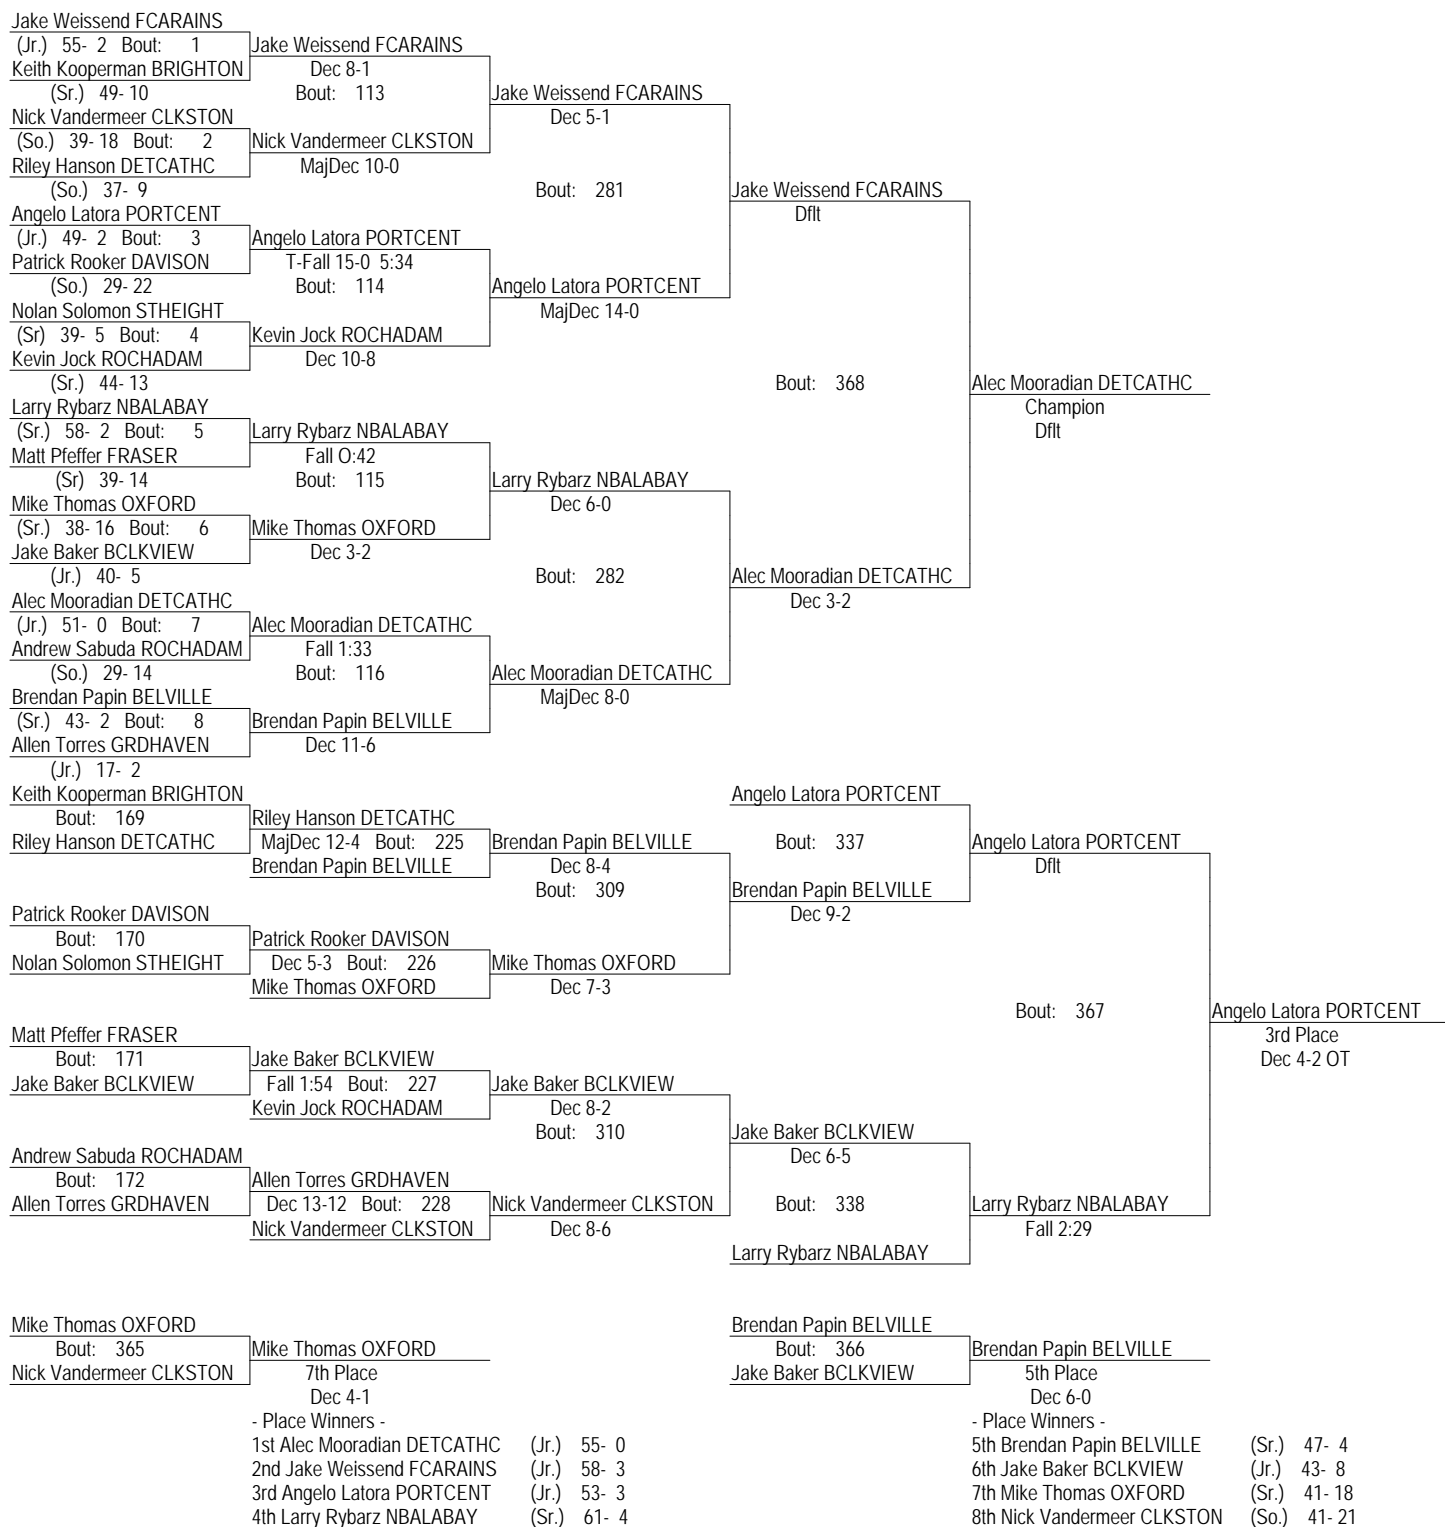 Jake Weissend FCARAINS
(Jr.) 55- 2 Bout: 1 Jake Weissend FCARAINS
Keith Kooperman BRIGHTON Dec 8-1
(Sr.) 49- 10 Bout: 113 Jake Weissend FCARAINS
Nick Vandermeer CLKSTON Dec 5-1
(So.) 39- 18 Bout: 2 Nick Vandermeer CLKSTON
Riley Hanson DETCATHC MajDec 10-0
(So.) 37- 9 Bout: 281 Jake Weissend FCARAINS
Angelo Latora PORTCENT Dflt
(Jr.) 49- 2 Bout: 3 Angelo Latora PORTCENT
Patrick Rooker DAVISON T-Fall 15-0 5:34
(So.) 29- 22 Bout: 114 Angelo Latora PORTCENT
Nolan Solomon STHEIGHT MajDec 14-0
(Sr) 39- 5 Bout: 4 Kevin Jock ROCHADAM
Kevin Jock ROCHADAM Dec 10-8
(Sr.) 44- 13 Bout: 368 Alec Mooradian DETCATHC
Larry Rybarz NBALABAY Champion
(Sr.) 58- 2 Bout: 5 Larry Rybarz NBALABAY Dflt
Matt Pfeffer FRASER Fall O:42
(Sr) 39- 14 Bout: 115 Larry Rybarz NBALABAY
Mike Thomas OXFORD Dec 6-0
(Sr.) 38- 16 Bout: 6 Mike Thomas OXFORD
Jake Baker BCLKVIEW Dec 3-2
(Jr.) 40- 5 Bout: 282 Alec Mooradian DETCATHC
Alec Mooradian DETCATHC Dec 3-2
(Jr.) 51- 0 Bout: 7 Alec Mooradian DETCATHC
Andrew Sabuda ROCHADAM Fall 1:33
(So.) 29- 14 Bout: 116 Alec Mooradian DETCATHC
Brendan Papin BELVILLE MajDec 8-0
(Sr.) 43- 2 Bout: 8 Brendan Papin BELVILLE
Allen Torres GRDHAVEN Dec 11-6
(Jr.) 17- 2
Keith Kooperman BRIGHTON Angelo Latora PORTCENT
Bout: 169 Riley Hanson DETCATHC
Riley Hanson DETCATHC MajDec 12-4 Bout: 225 Brendan Papin BELVILLE Bout: 337 Angelo Latora PORTCENT
Brendan Papin BELVILLE Dec 8-4 Dflt
Bout: 309 Brendan Papin BELVILLE
Patrick Rooker DAVISON Dec 9-2
Bout: 170 Patrick Rooker DAVISON
Nolan Solomon STHEIGHT Dec 5-3 Bout: 226 Mike Thomas OXFORD
Mike Thomas OXFORD Dec 7-3
Bout: 367 Angelo Latora PORTCENT
Matt Pfeffer FRASER 3rd Place
Bout: 171 Jake Baker BCLKVIEW Dec 4-2 OT
Jake Baker BCLKVIEW Fall 1:54 Bout: 227 Jake Baker BCLKVIEW
Kevin Jock ROCHADAM Dec 8-2
Bout: 310 Jake Baker BCLKVIEW
Andrew Sabuda ROCHADAM Dec 6-5
Bout: 172 Allen Torres GRDHAVEN
Allen Torres GRDHAVEN Dec 13-12 Bout: 228 Nick Vandermeer CLKSTON Bout: 338 Larry Rybarz NBALABAY
Nick Vandermeer CLKSTON Dec 8-6 Fall 2:29
Larry Rybarz NBALABAY
Mike Thomas OXFORD Brendan Papin BELVILLE
Bout: 365 Mike Thomas OXFORD Bout: 366 Brendan Papin BELVILLE
Nick Vandermeer CLKSTON 7th Place Jake Baker BCLKVIEW 5th Place
Dec 4-1 Dec 6-0
- Place Winners - - Place Winners -
1st Alec Mooradian DETCATHC (Jr.) 55- 0 5th Brendan Papin BELVILLE (Sr.) 47- 4
2nd Jake Weissend FCARAINS (Jr.) 58- 3 6th Jake Baker BCLKVIEW (Jr.) 43- 8
3rd Angelo Latora PORTCENT (Jr.) 53- 3 7th Mike Thomas OXFORD (Sr.) 41- 18
4th Larry Rybarz NBALABAY (Sr.) 61- 4 8th Nick Vandermeer CLKSTON (So.) 41- 21